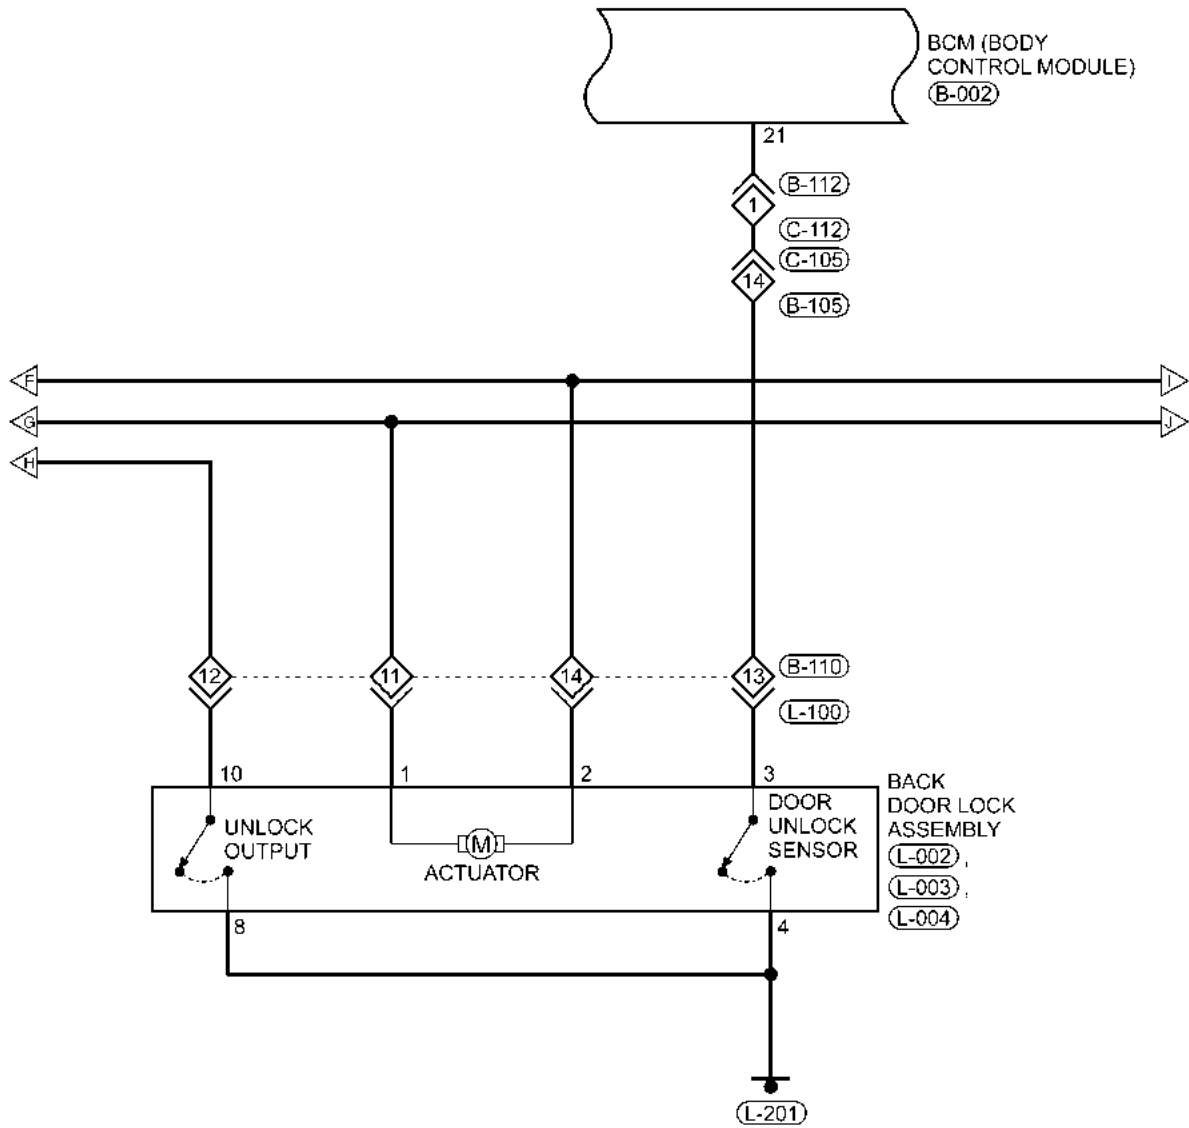 BCM (BODY
CONTROL MODULE)
B-002
21
B-112
1
C-112
C-105
14
B-105
F
I
G
J
H
12
11
14
13
B-110
L-100
10
1
2
3
BACK
DOOR LOCK
ASSEMBLY
L-002 ,
L-003 ,
L-004
UNLOCK
OUTPUT
M
ACTUATOR
DOOR
UNLOCK
SENSOR
8
4
L-201